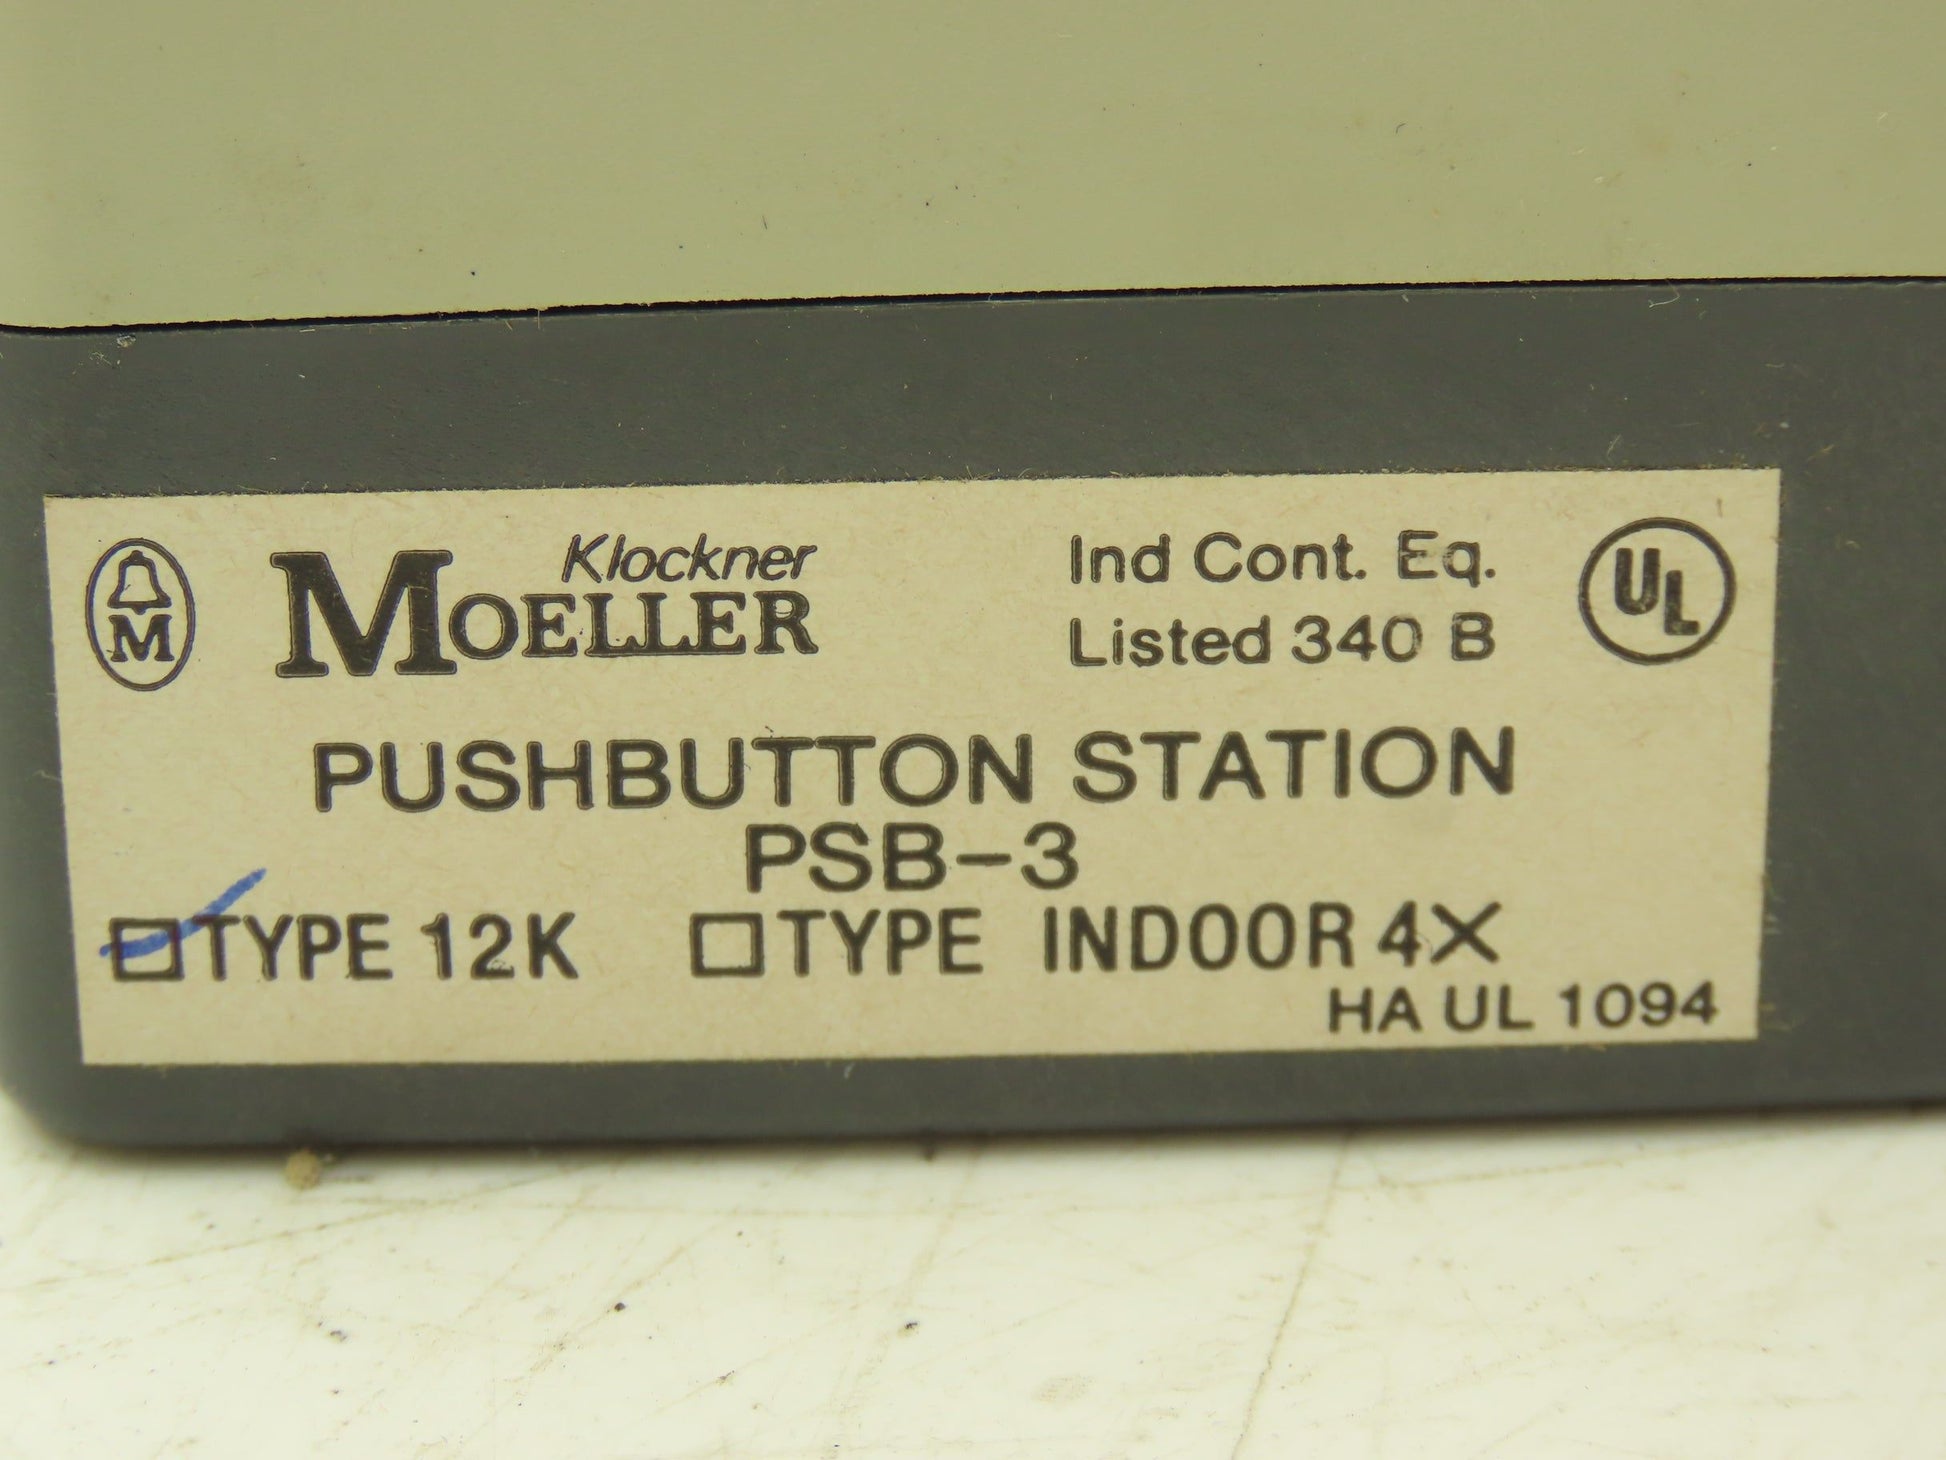 M
Klockner
MOELLER
Ind Cont. Eq.
Listed 340 B
UL
PUSHBUTTON STATION
PSB-3
TYPE 12K TYPE INDOOR 4X
HA UL 1094